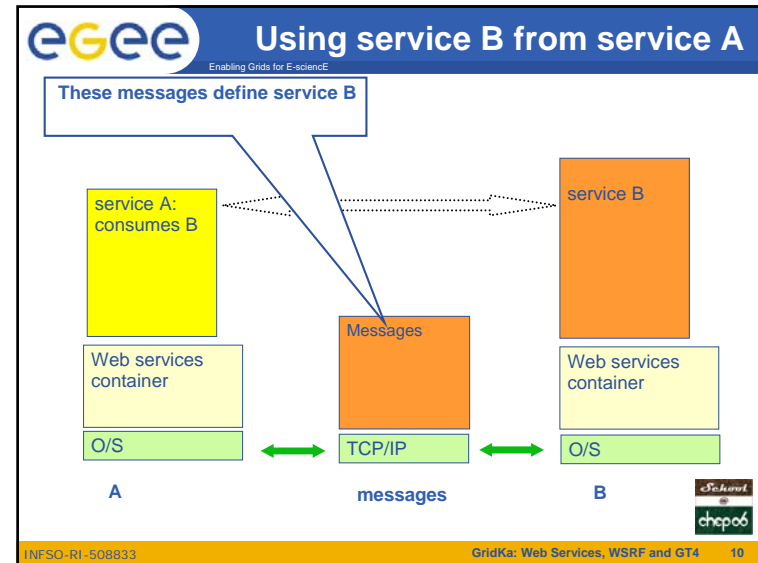 egee
Using service B from service A
Enabling Grids for E-sciencE
These messages define service B
service A:
consumes B
service B
Messages
Web services
container
Web services
container
O/S
TCP/IP
O/S
A
messages
B
School
@
chep06
INFSO-RI-508833
GridKa: Web Services, WSRF and GT4 10